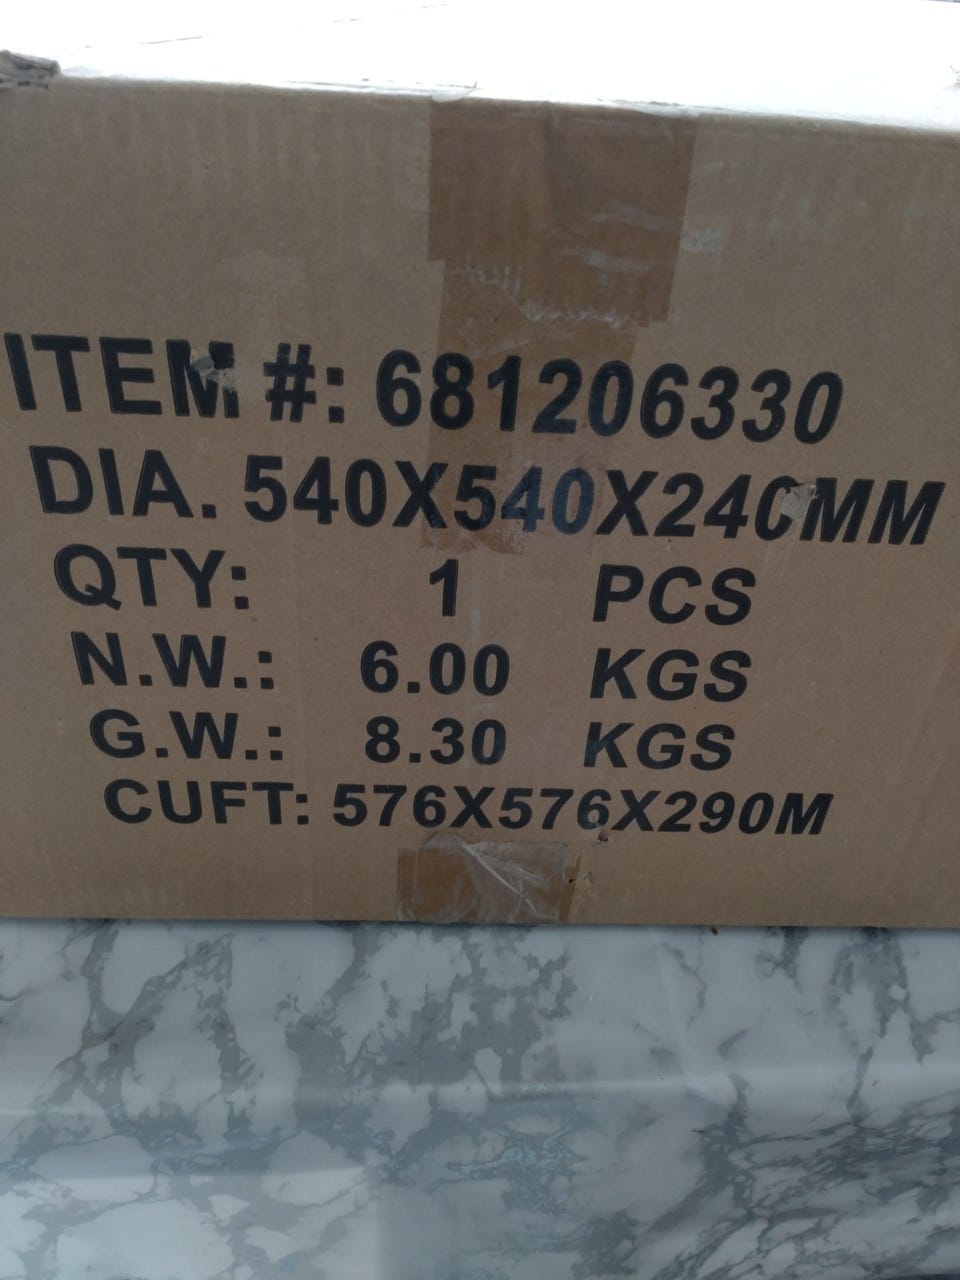 ITEM #: 681206330
DIA. 540X540X240MM
QTY: 1 PCS
N.W.: 6.00 KGS
G.W.: 8.30 KGS
CUFT: 576X576X290M